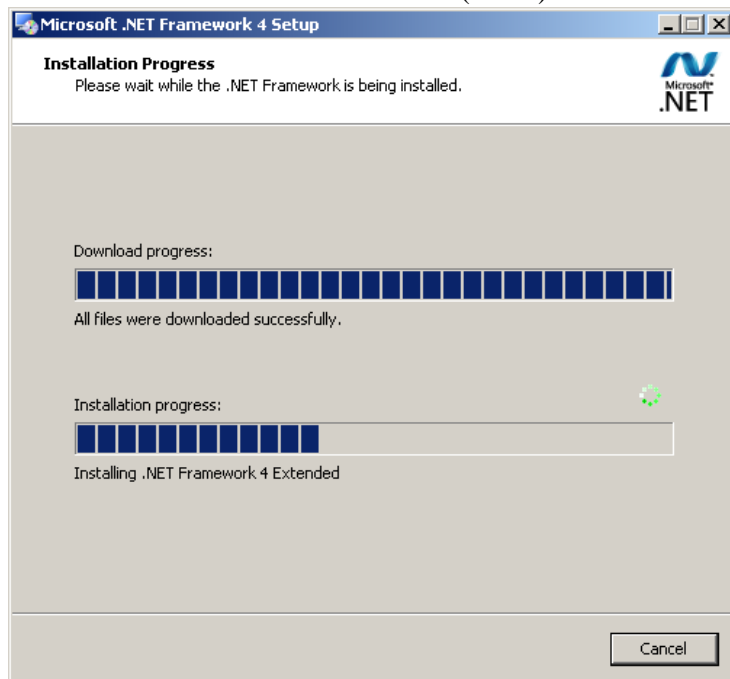 Microsoft .NET Framework 4 Setup
Installation Progress
Please wait while the .NET Framework is being installed.
Microsoft
.NET
Download progress:
All files were downloaded successfully.
Installation progress:
Installing .NET Framework 4 Extended
Cancel